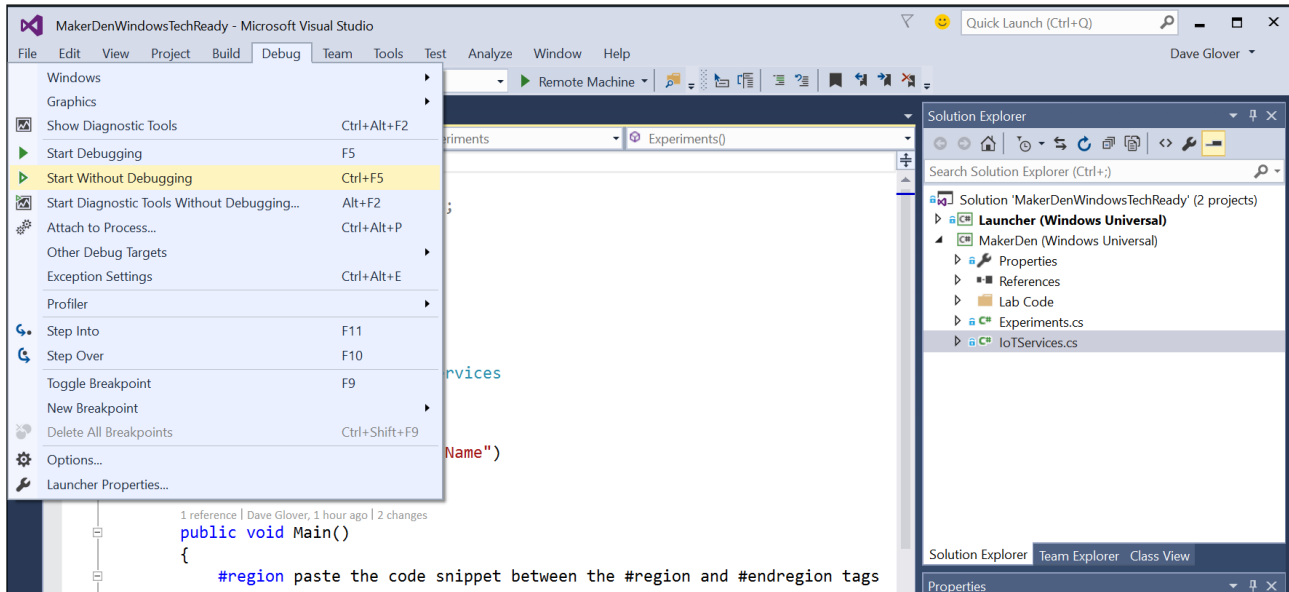 MakerDenWindowsTechReady - Microsoft Visual Studio
Quick Launch (Ctrl+Q)
File Edit View Project Build Debug Team Tools Test Analyze Window Help
Dave Glover
Remote Machine
Windows
Graphics
Show Diagnostic Tools Ctrl+Alt+F2
Start Debugging F5
Start Without Debugging Ctrl+F5
Start Diagnostic Tools Without Debugging... Alt+F2
Attach to Process... Ctrl+Alt+P
Other Debug Targets
Exception Settings Ctrl+Alt+E
Profiler
Step Into F11
Step Over F10
Toggle Breakpoint F9
New Breakpoint
Delete All Breakpoints Ctrl+Shift+F9
Options...
Launcher Properties...
eriments
Experiments()
;
rvices
Name")
1 reference | Dave Glover, 1 hour ago | 2 changes
public void Main()
{
#region paste the code snippet between the #region and #endregion tags
Solution Explorer
Search Solution Explorer (Ctrl+;)
Solution 'MakerDenWindowsTechReady' (2 projects)
C# Launcher (Windows Universal)
C# MakerDen (Windows Universal)
Properties
References
Lab Code
C# Experiments.cs
C# IoTServices.cs
Solution Explorer Team Explorer Class View
Properties